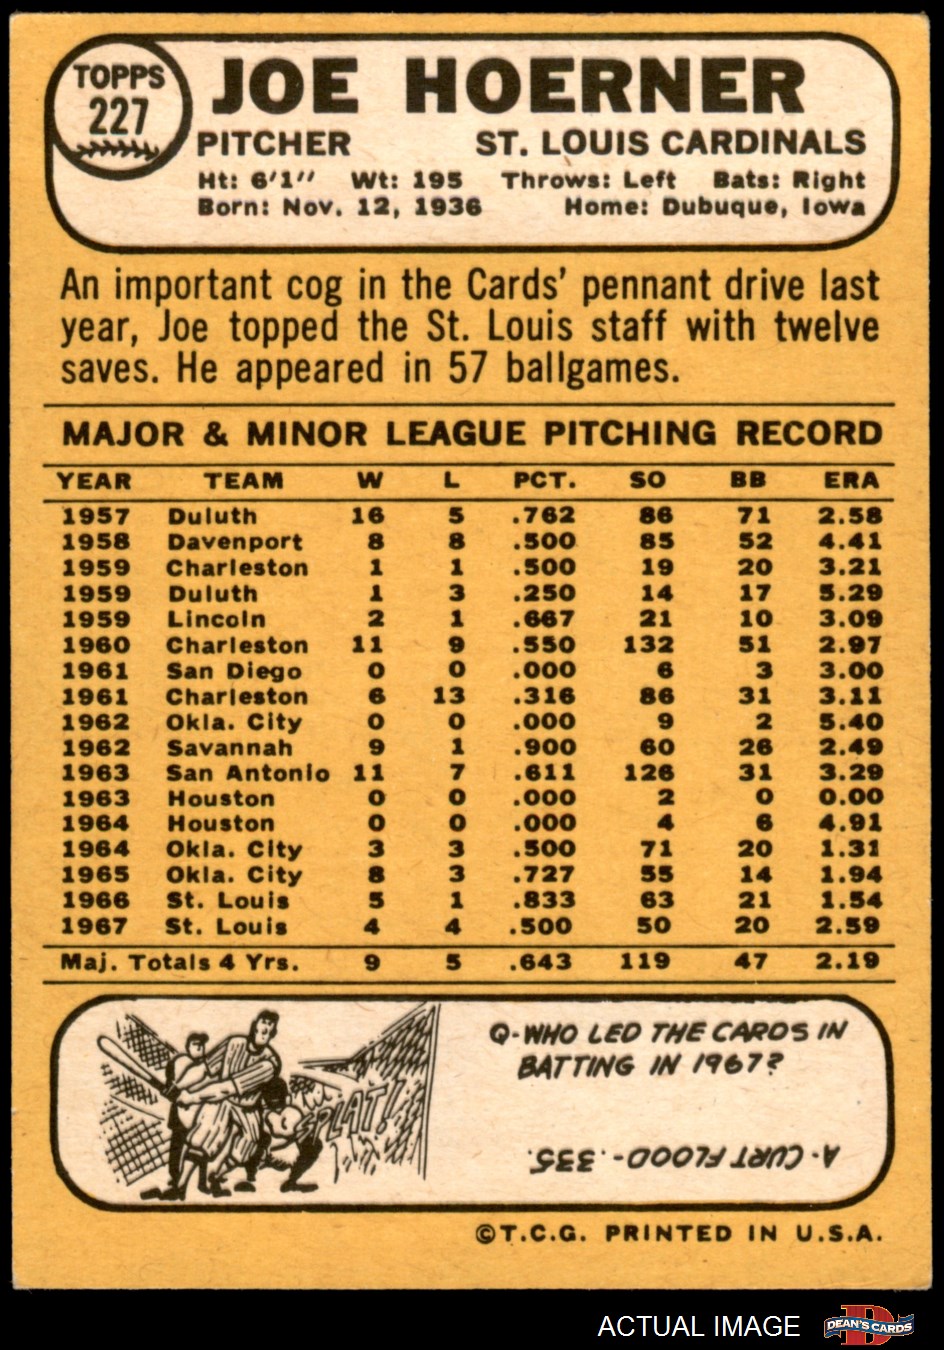 TOPPS
227
JOE HOERNER
PITCHER ST. LOUIS CARDINALS
Ht: 6'1" Wt: 195 Throws: Left Bats: Right
Born: Nov. 12, 1936 Home: Dubuque, Iowa
An important cog in the Cards' pennant drive last
year, Joe topped the St. Louis staff with twelve
saves. He appeared in 57 ballgames.
MAJOR & MINOR LEAGUE PITCHING RECORD
YEAR TEAM W L PCT. SO BB ERA
1957 Duluth 16 5 .762 86 71 2.58
1958 Davenport 8 8 .500 85 52 4.41
1959 Charleston 1 1 .500 19 20 3.21
1959 Duluth 1 3 .250 14 17 5.29
1959 Lincoln 2 1 .667 21 10 3.09
1960 Charleston 11 9 .550 132 51 2.97
1961 San Diego 0 0 .000 6 3 3.00
1961 Charleston 6 13 .316 86 31 3.11
1962 Okla. City 0 0 .000 9 2 5.40
1962 Savannah 9 1 .900 60 26 2.49
1963 San Antonio 11 7 .611 126 31 3.29
1963 Houston 0 0 .000 2 0 0.00
1964 Houston 0 0 .000 4 6 4.91
1964 Okla. City 3 3 .500 71 20 1.31
1965 Okla. City 8 3 .727 55 14 1.94
1966 St. Louis 5 1 .833 63 21 1.54
1967 St. Louis 4 4 .500 50 20 2.59
Maj. Totals 4 Yrs. 9 5 .643 119 47 2.19
SPLAT!
Q-WHO LED THE CARDS IN
BATTING IN 1967?
A-CURT FLOOD-.335.
©T.C.G. PRINTED IN U.S.A.
ACTUAL IMAGE
D
DEAN'S CARDS